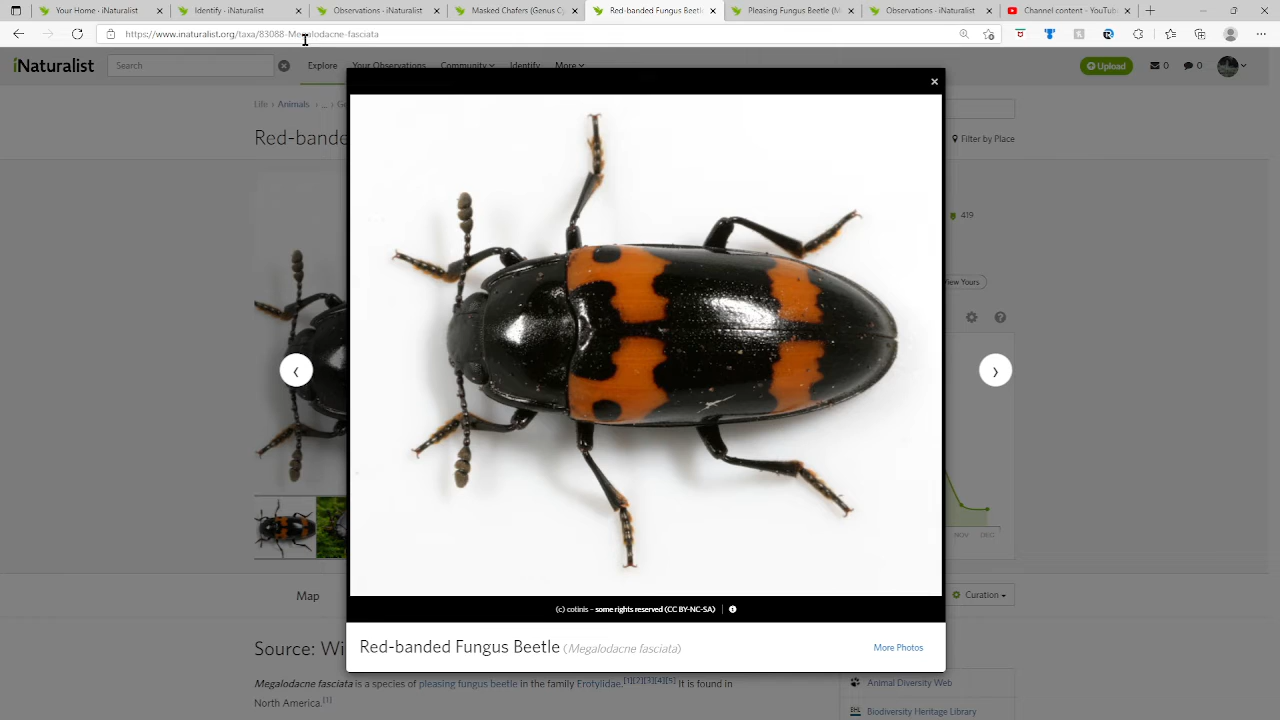 Your Home · iNaturalist
Identify · iNaturalist
Observations · iNaturalist
Masked Chafers (Genus C
Red-banded Fungus Beetl
Pleasing Fungus Beetle (M
Observations · iNaturalist
Channel content - YouTub
https://www.inaturalist.org/taxa/83088-Megalodacne-fasciata
iNaturalist
Search
Explore
Your Observations
Community
Identify
More
Upload
0
0
Life › Animals › ... › Ge
Red-bande
Filter by Place
419
View Yours
NOV DEC
(c) cotinis – some rights reserved (CC BY-NC-SA)
Map
Curation
Red-banded Fungus Beetle (Megalodacne fasciata)
More Photos
Source: Wi
Megalodacne fasciata is a species of pleasing fungus beetle in the family Erotylidae.[1][2][3][4][5] It is found in
North America.[1]
Animal Diversity Web
BHL
Biodiversity Heritage Library